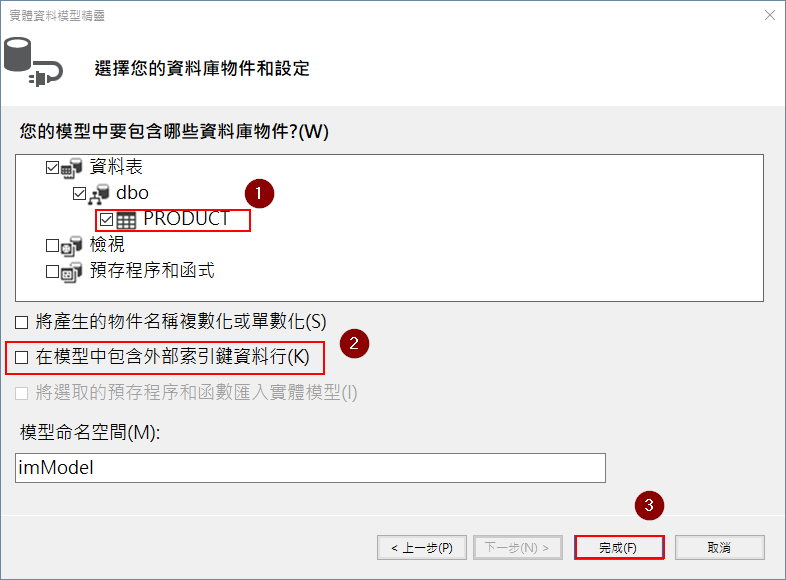 實體資料模型精靈
選擇您的資料庫物件和設定
您的模型中要包含哪些資料庫物件?(W)
資料表
dbo
1
PRODUCT
檢視
預存程序和函式
將產生的物件名稱複數化或單數化(S)
2
在模型中包含外部索引鍵資料行(K)
將選取的預存程序和函數匯入實體模型(I)
模型命名空間(M):
imModel
3
< 上一步(P) 下一步(N) > 完成(F) 取消